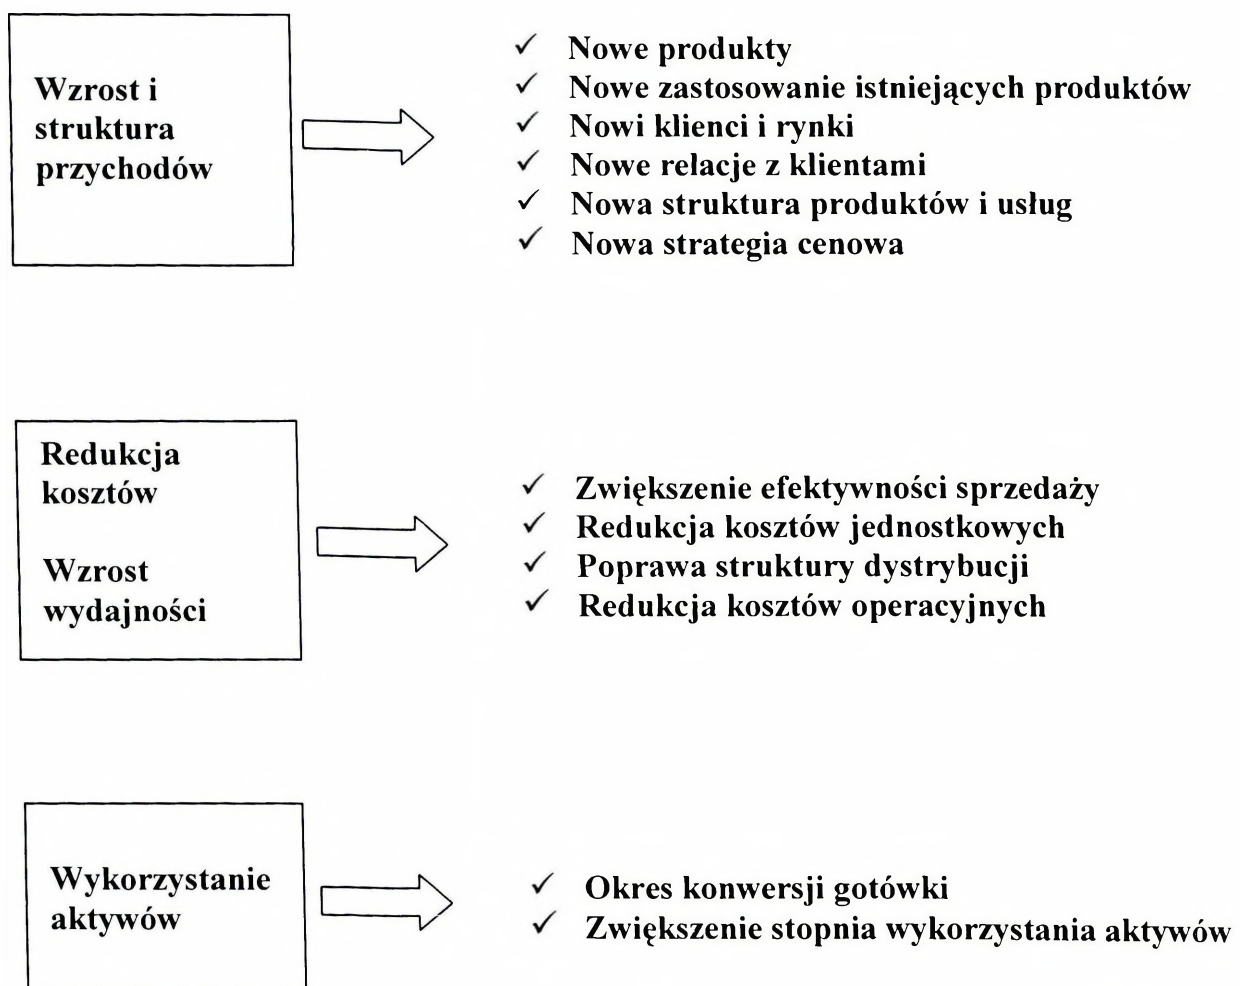 Wzrost i
struktura
przychodów
✓ Nowe produkty
✓ Nowe zastosowanie istniejących produktów
✓ Nowi klienci i rynki
✓ Nowe relacje z klientami
✓ Nowa struktura produktów i usług
✓ Nowa strategia cenowa
Redukcja
kosztów
Wzrost
wydajności
✓ Zwiększenie efektywności sprzedaży
✓ Redukcja kosztów jednostkowych
✓ Poprawa struktury dystrybucji
✓ Redukcja kosztów operacyjnych
Wykorzystanie
aktywów
✓ Okres konwersji gotówki
✓ Zwiększenie stopnia wykorzystania aktywów